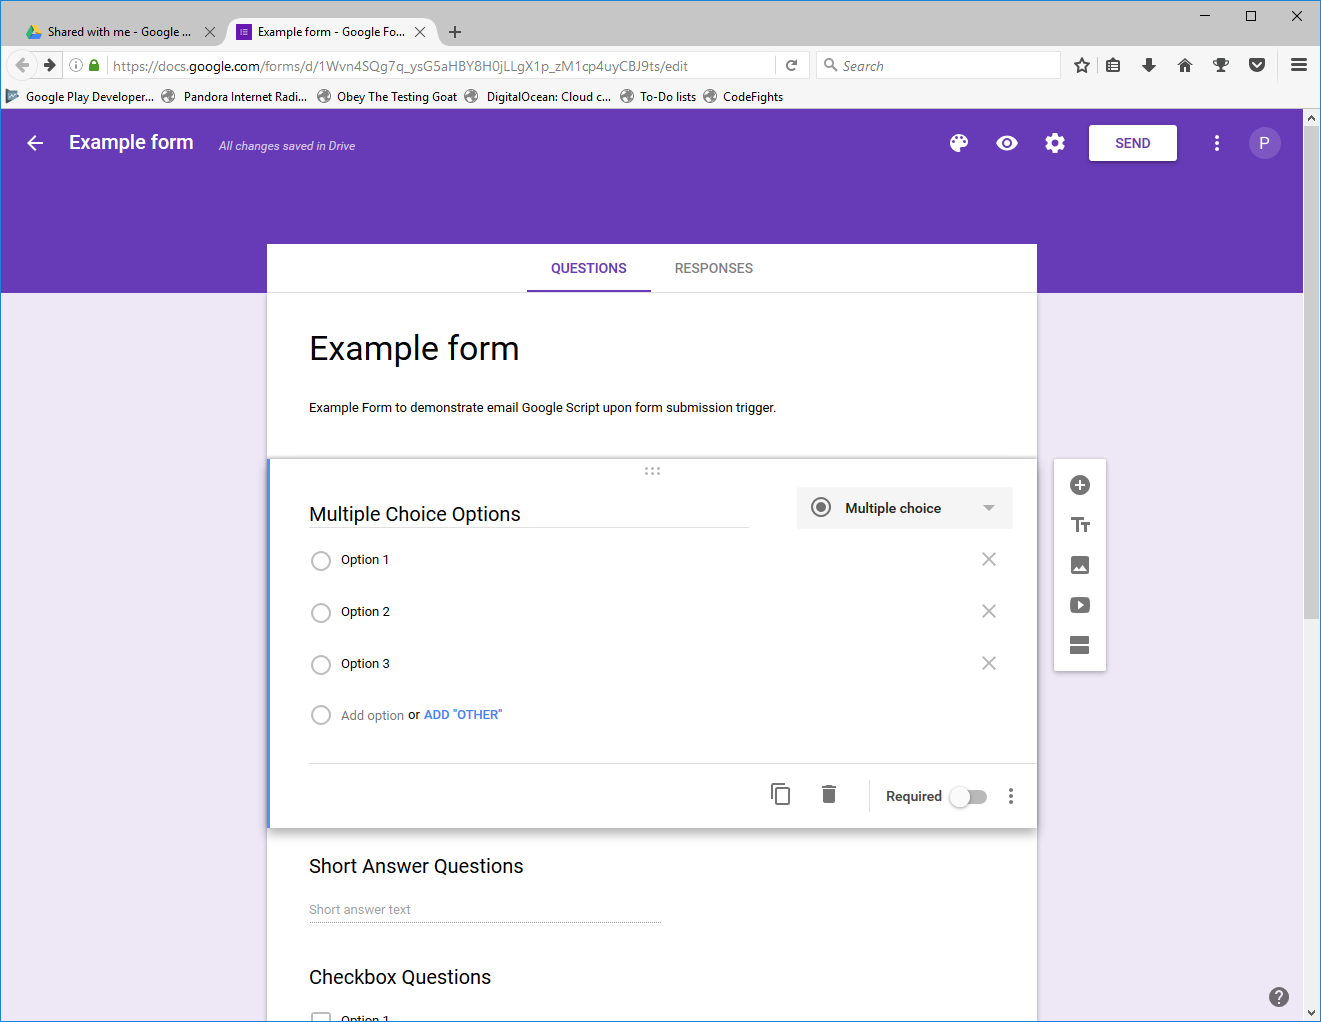 Shared with me - Google ...
Example form - Google Fo...
https://docs.google.com/forms/d/1Wvn4SQg7q_ysG5aHBY8H0jLLgX1p_zM1cp4uyCBJ9ts/edit
Search
Google Play Developer...
Pandora Internet Radi...
Obey The Testing Goat
DigitalOcean: Cloud c...
To-Do lists
CodeFights
Example form
All changes saved in Drive
SEND
P
QUESTIONS
RESPONSES
Example form
Example Form to demonstrate email Google Script upon form submission trigger.
Multiple Choice Options
Multiple choice
Option 1
Option 2
Option 3
Add option or ADD "OTHER"
Required
Short Answer Questions
Short answer text
Checkbox Questions
Option 1